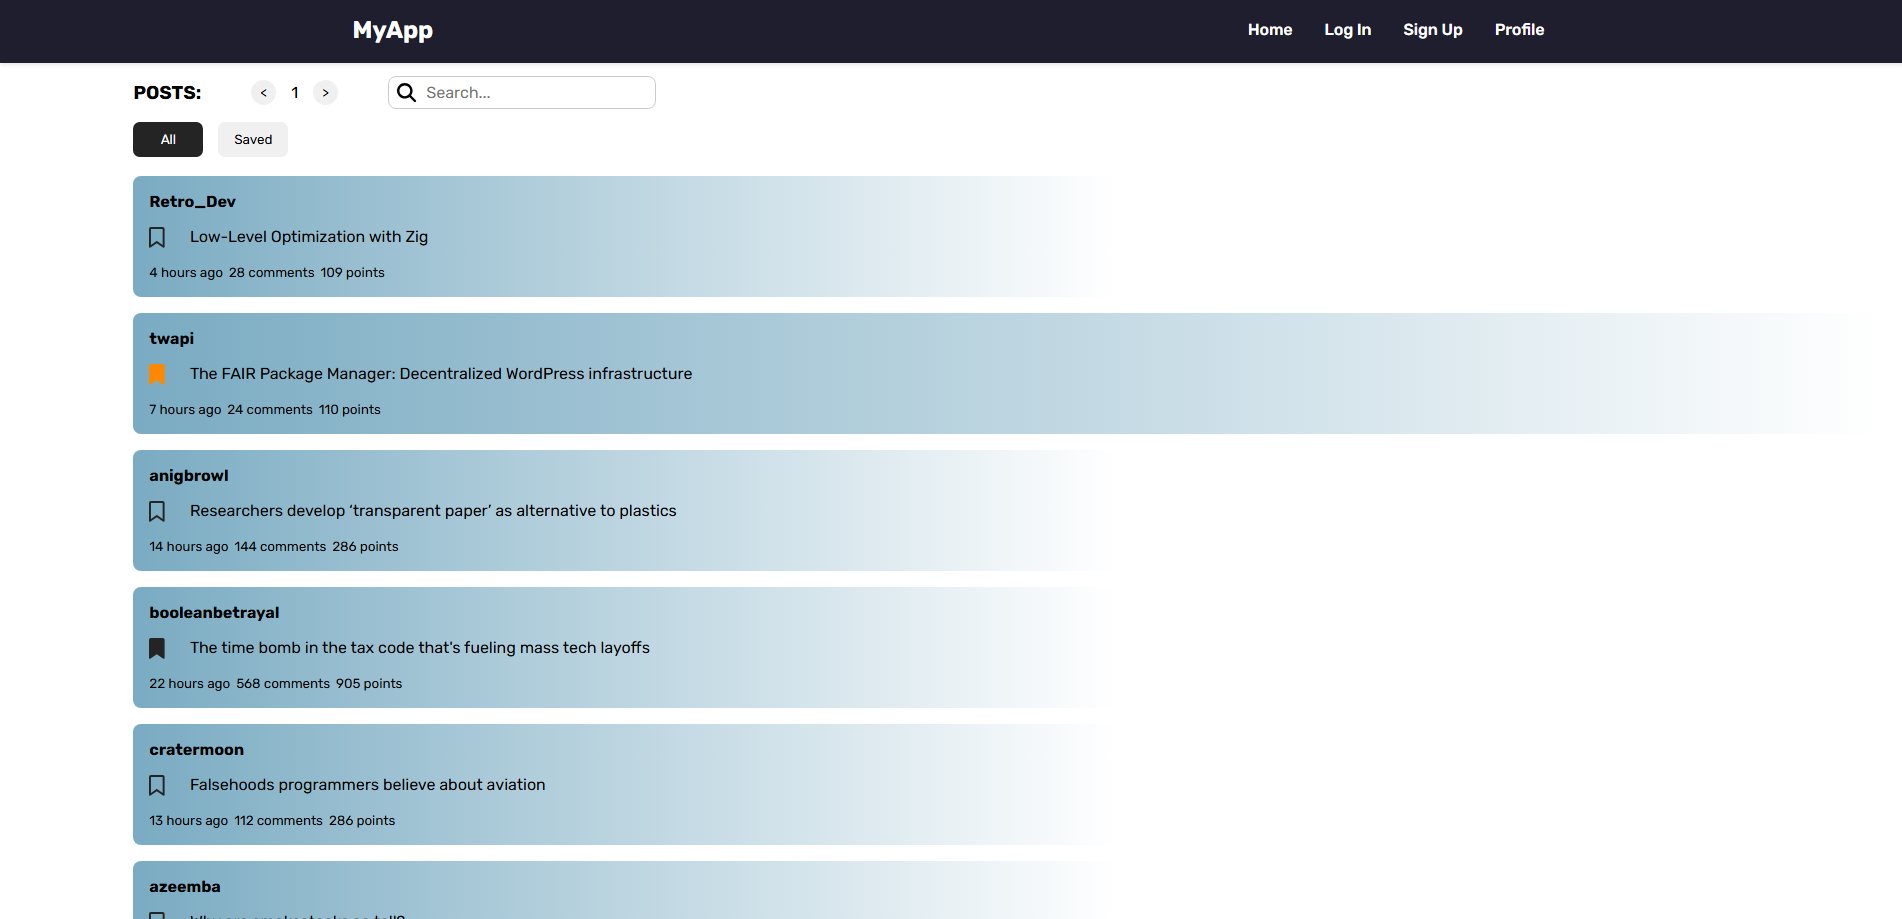 MyApp Home Log In Sign Up Profile
POSTS: < 1 > Search...
All Saved
Retro_Dev
Low-Level Optimization with Zig
4 hours ago 28 comments 109 points
twapi
The FAIR Package Manager: Decentralized WordPress infrastructure
7 hours ago 24 comments 110 points
anigbrowl
Researchers develop ‘transparent paper’ as alternative to plastics
14 hours ago 144 comments 286 points
booleanbetrayal
The time bomb in the tax code that's fueling mass tech layoffs
22 hours ago 568 comments 905 points
cratermoon
Falsehoods programmers believe about aviation
13 hours ago 112 comments 286 points
azeemba